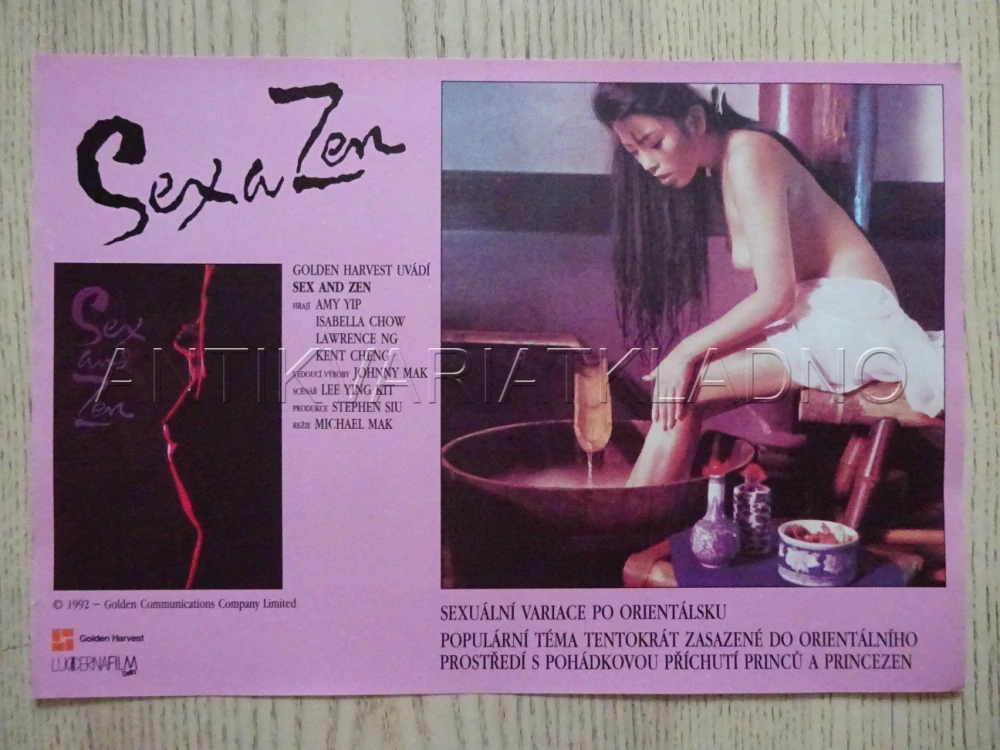 Sex a Zen
Sex
and
Zen
GOLDEN HARVEST UVÁDÍ
SEX AND ZEN
HRAJÍ AMY YIP
ISABELLA CHOW
LAWRENCE NG
KENT CHENG
VEDOUCÍ VÝROBY JOHNNY MAK
SCÉNÁŘ LEE YING KIT
PRODUKCE STEPHEN SIU
REŽIE MICHAEL MAK
ANTIKVARIATKLADNO
© 1992 – Golden Communications Company Limited
Golden Harvest
LUCERNAFILM
SEXUÁLNÍ VARIACE PO ORIENTÁLSKU
POPULÁRNÍ TÉMA TENTOKRÁT ZASAZENÉ DO ORIENTÁLNÍHO
PROSTŘEDÍ S POHÁDKOVOU PŘÍCHUTÍ PRINCŮ A PRINCEZEN